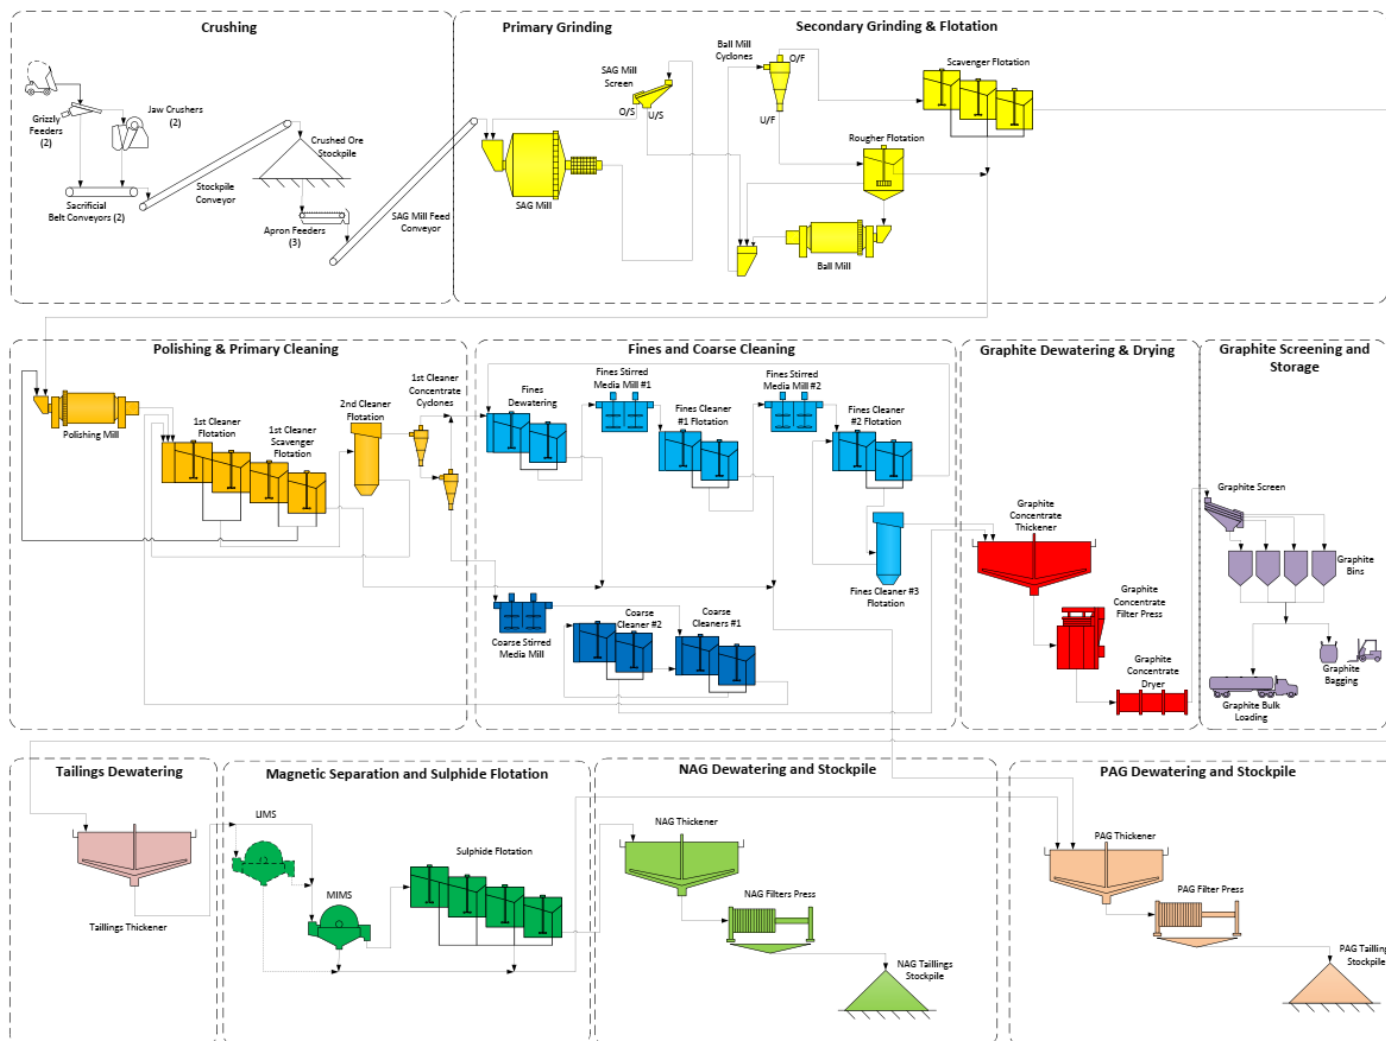 Crushing
Grizzly
Feeders
(2)
Jaw Crushers
(2)
Sacrificial
Belt Conveyors (2)
Stockpile
Conveyor
Crushed Ore
Stockpile
Apron Feeders
(3)
SAG Mill Feed
Conveyor
Primary Grinding
SAG Mill
Screen
O/S
U/S
SAG Mill
Secondary Grinding & Flotation
Ball Mill
Cyclones
O/F
U/F
Scavenger Flotation
Rougher Flotation
Ball Mill
Polishing & Primary Cleaning
Polishing Mill
1st Cleaner
Flotation
1st Cleaner
Scavenger
Flotation
2nd Cleaner
Flotation
1st Cleaner
Concentrate
Cyclones
Fines and Coarse Cleaning
Fines
Dewatering
Fines Stirred
Media Mill #1
Fines Cleaner
#1 Flotation
Fines Stirred
Media Mill #2
Fines Cleaner
#2 Flotation
Fines Cleaner #3
Flotation
Coarse Stirred
Media Mill
Coarse
Cleaner #2
Coarse
Cleaners #1
Graphite Dewatering & Drying
Graphite
Concentrate
Thickener
Graphite
Concentrate
Filter Press
Graphite
Concentrate
Dryer
Graphite Screening and
Storage
Graphite Screen
Graphite
Bins
Graphite
Bagging
Graphite Bulk
Loading
Tailings Dewatering
Taillings Thickener
Magnetic Separation and Sulphide Flotation
LIMS
MIMS
Sulphide Flotation
NAG Dewatering and Stockpile
NAG Thickener
NAG Filters Press
NAG Taillings
Stockpile
PAG Dewatering and Stockpile
PAG Thickener
PAG Filter Press
PAG Tailling
Stockpile